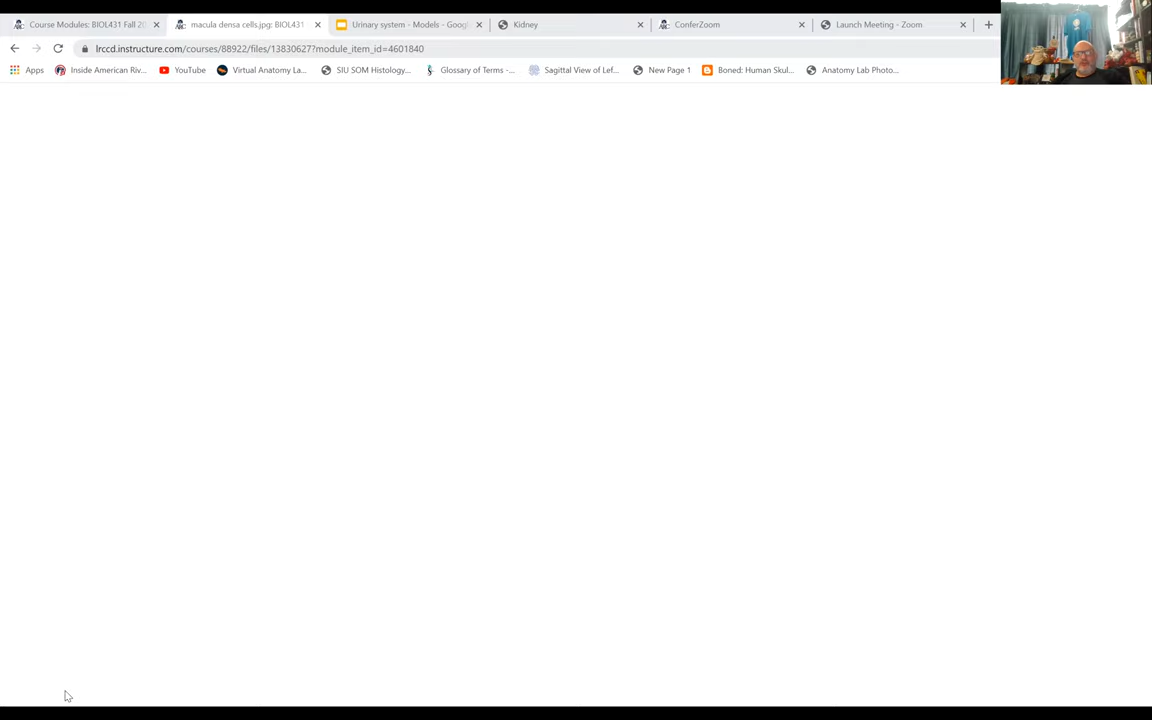 Course Modules: BIOL431 Fall 20
macula densa cells.jpg: BIOL431
Urinary system - Models - Goog
Kidney
ConferZoom
Launch Meeting - Zoom
lrccd.instructure.com/courses/88922/files/13830627?module_item_id=4601840
Apps
Inside American Riv...
YouTube
Virtual Anatomy La...
SIU SOM Histology...
Glossary of Terms -...
Sagittal View of Lef...
New Page 1
Boned: Human Skul...
Anatomy Lab Photo...